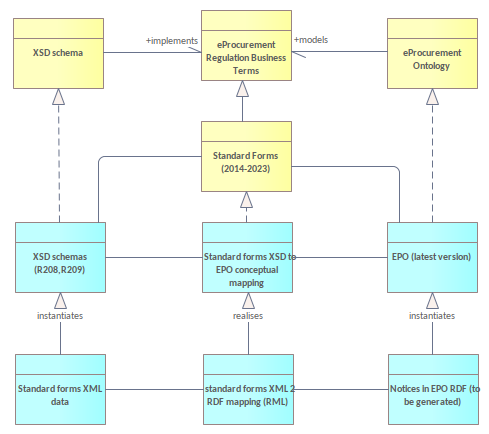 +implements
+models
XSD schema
eProcurement
Regulation Business
Terms
eProcurement
Ontology
Standard Forms
(2014-2023)
XSD schemas
(R208,R209)
Standard forms XSD to
EPO conceptual
mapping
EPO (latest version)
instantiates
realises
instantiates
Standard forms XML
data
standard forms XML 2
RDF mapping (RML)
Notices in EPO RDF (to
be generated)